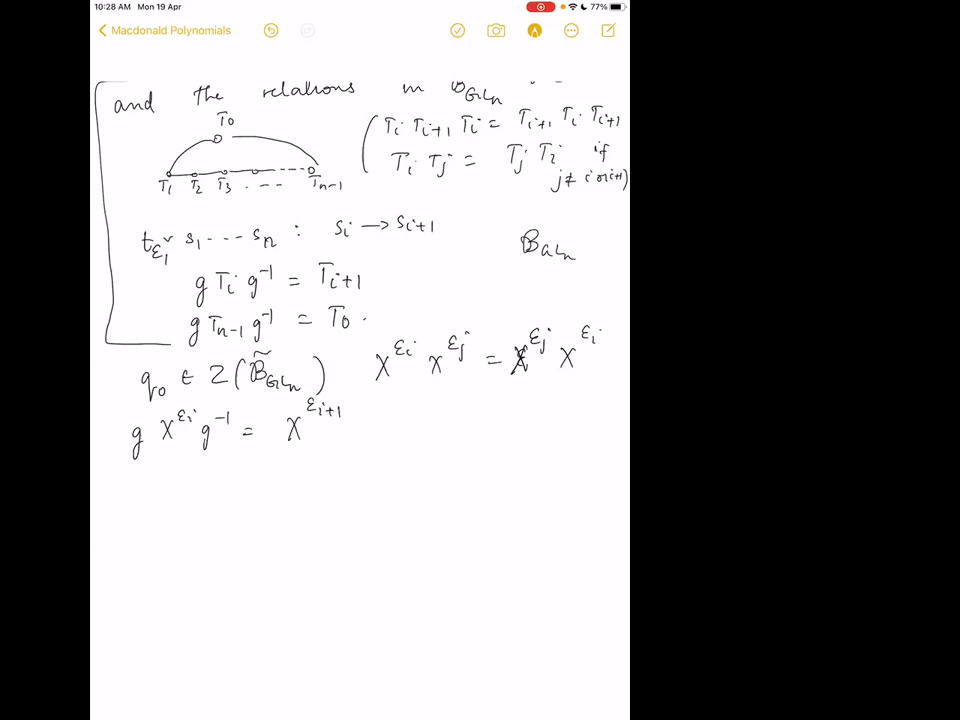 10:28 AM Mon 19 Apr 77%
Macdonald Polynomials
and the relations in B_{GL_n}
T_0
T_1 T_2 T_3 . -- T_{n-1}
( T_i T_{i+1} T_i = T_{i+1} T_i T_{i+1}
T_i T_j = T_j T_i if
j ≠ i or i+1)
t_{ε_1^∨} s_1 ---- s_n : s_i → s_{i+1}
B_{GL_n}
g T_i g^{-1} = T_{i+1}
g T_{n-1} g^{-1} = T_0 .
q_0 ∈ Z(B̃_{GL_n}) X^{ε_i} X^{ε_j} = X^{ε_j} X^{ε_i}
g X^{ε_i} g^{-1} = X^{ε_{i+1}}